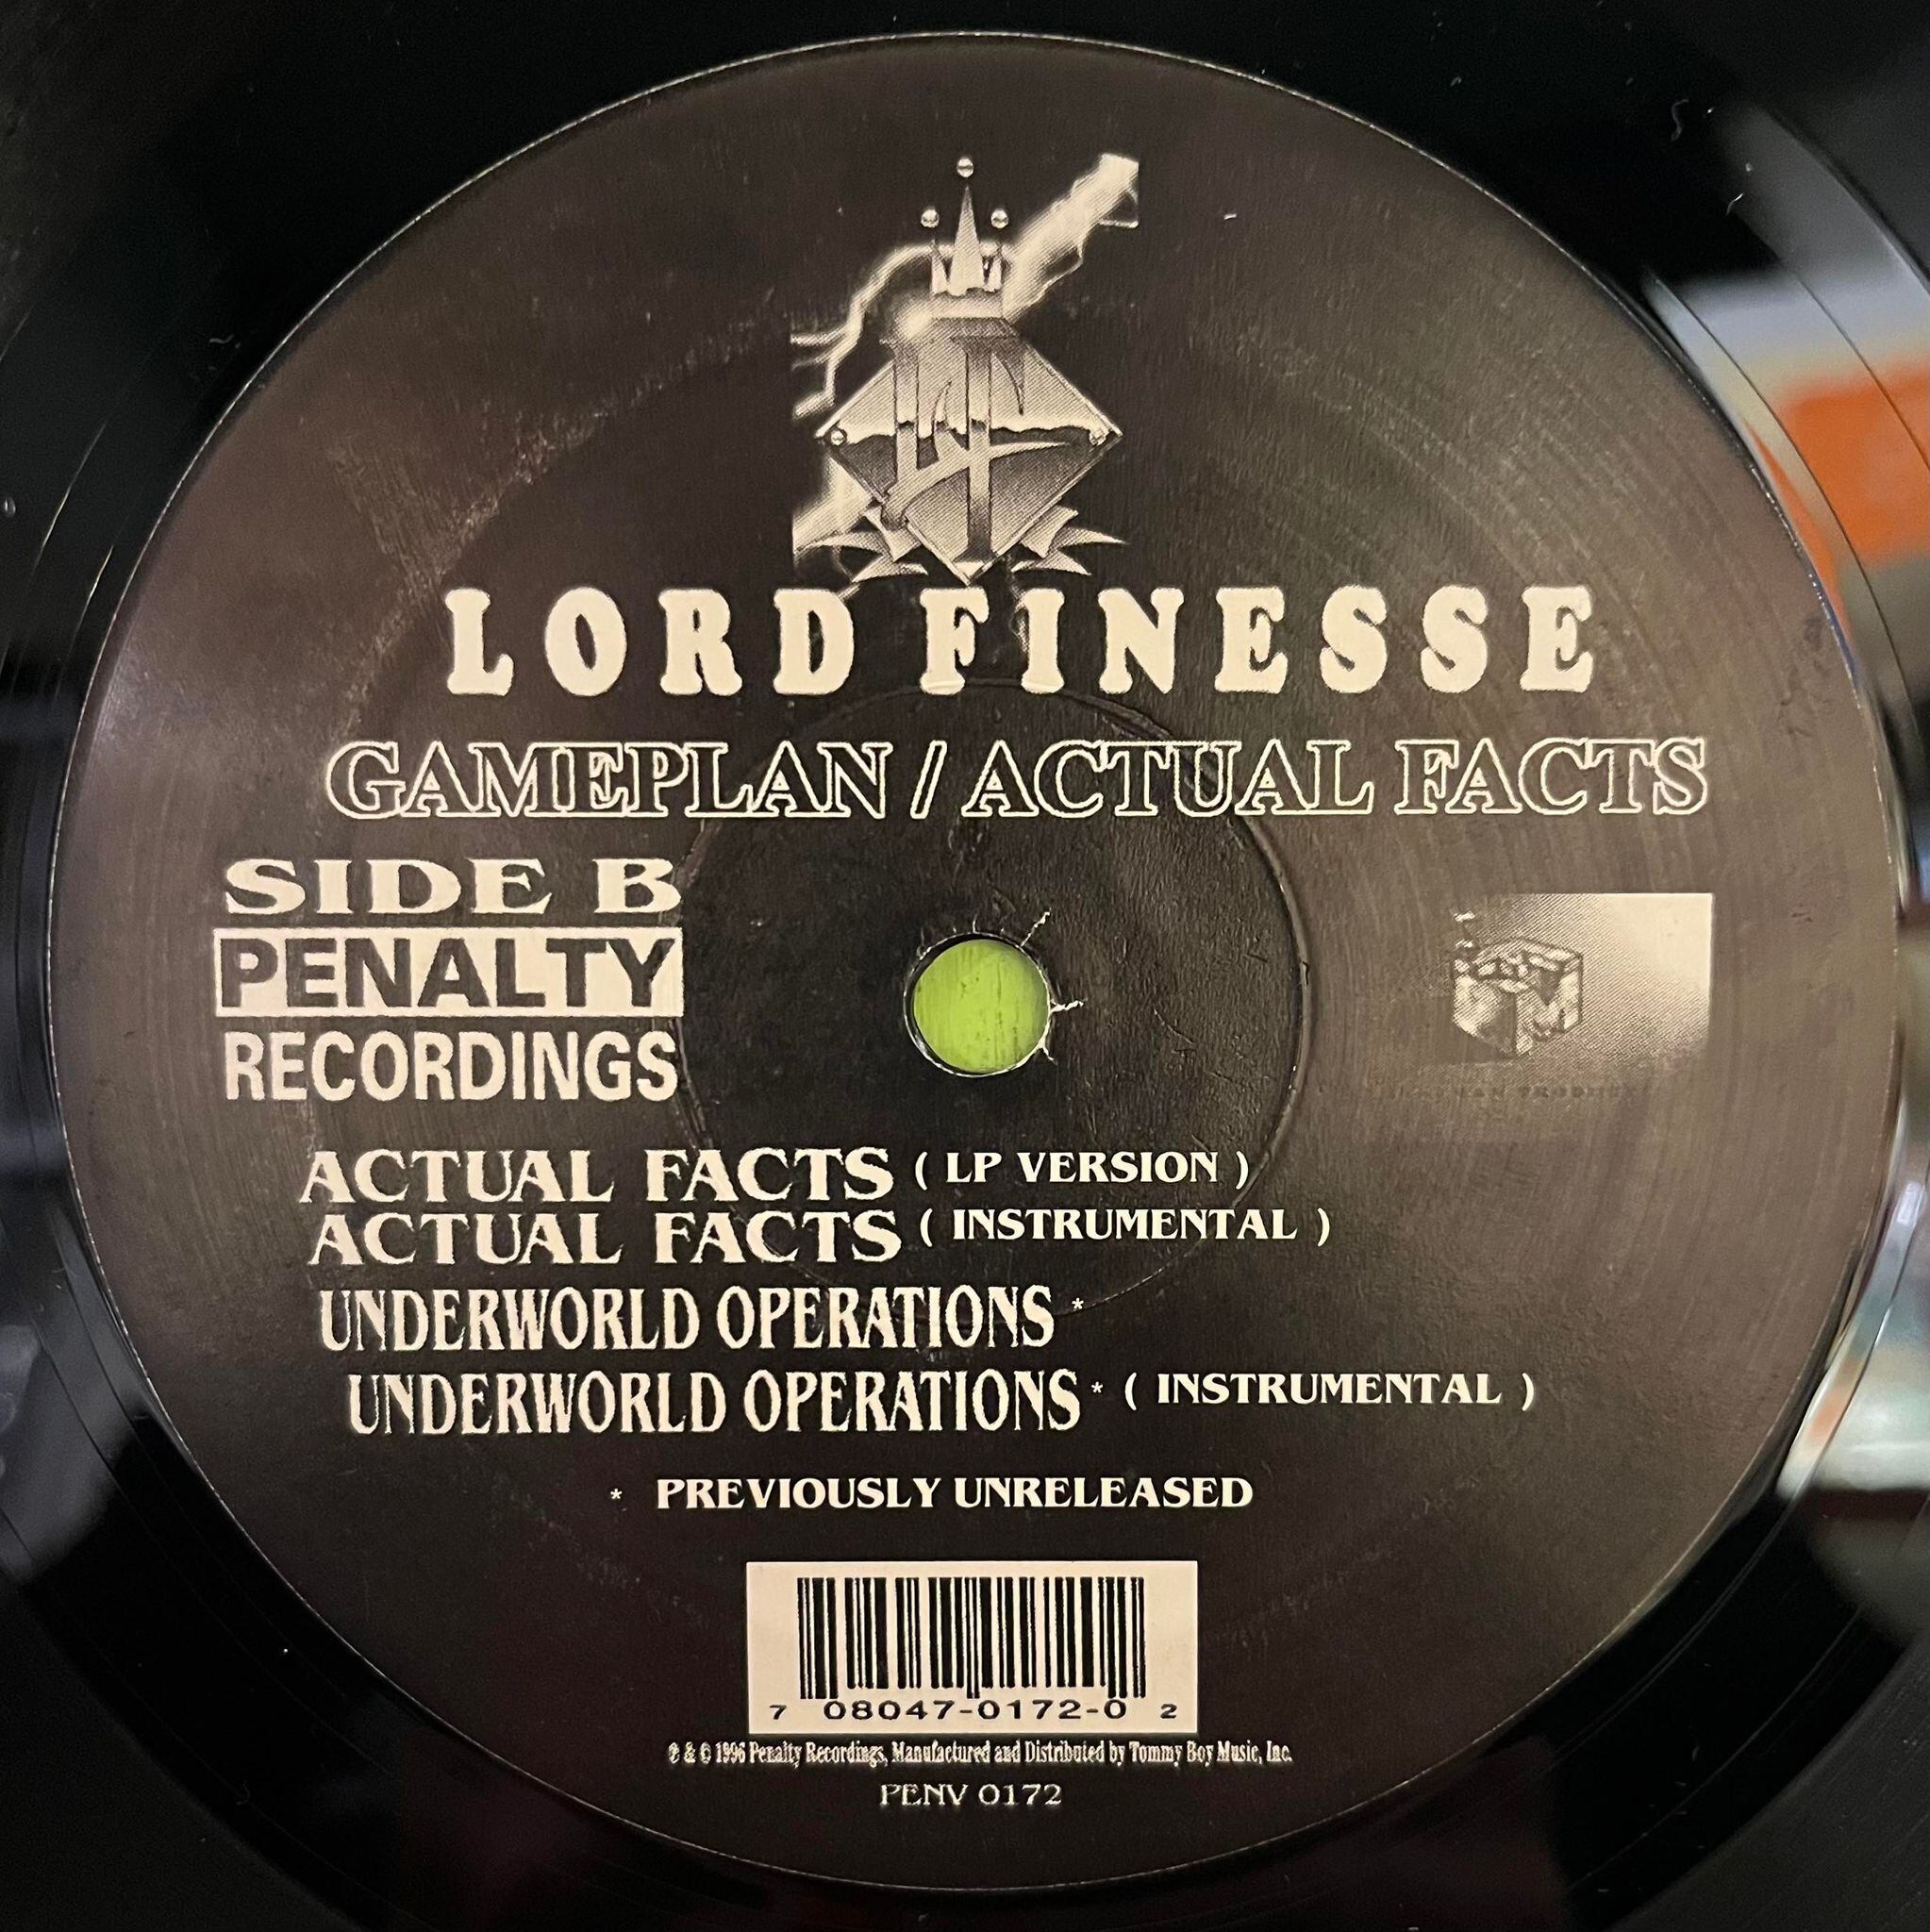 LF
LORD FINESSE
GAMEPLAN / ACTUAL FACTS
SIDE B
PENALTY
RECORDINGS
ACTUAL FACTS ( LP VERSION )
ACTUAL FACTS ( INSTRUMENTAL )
UNDERWORLD OPERATIONS *
UNDERWORLD OPERATIONS * ( INSTRUMENTAL )
* PREVIOUSLY UNRELEASED
7 08047-0172-0 2
℗ & © 1996 Penalty Recordings, Manufactured and Distributed by Tommy Boy Music, Inc.
PENV 0172